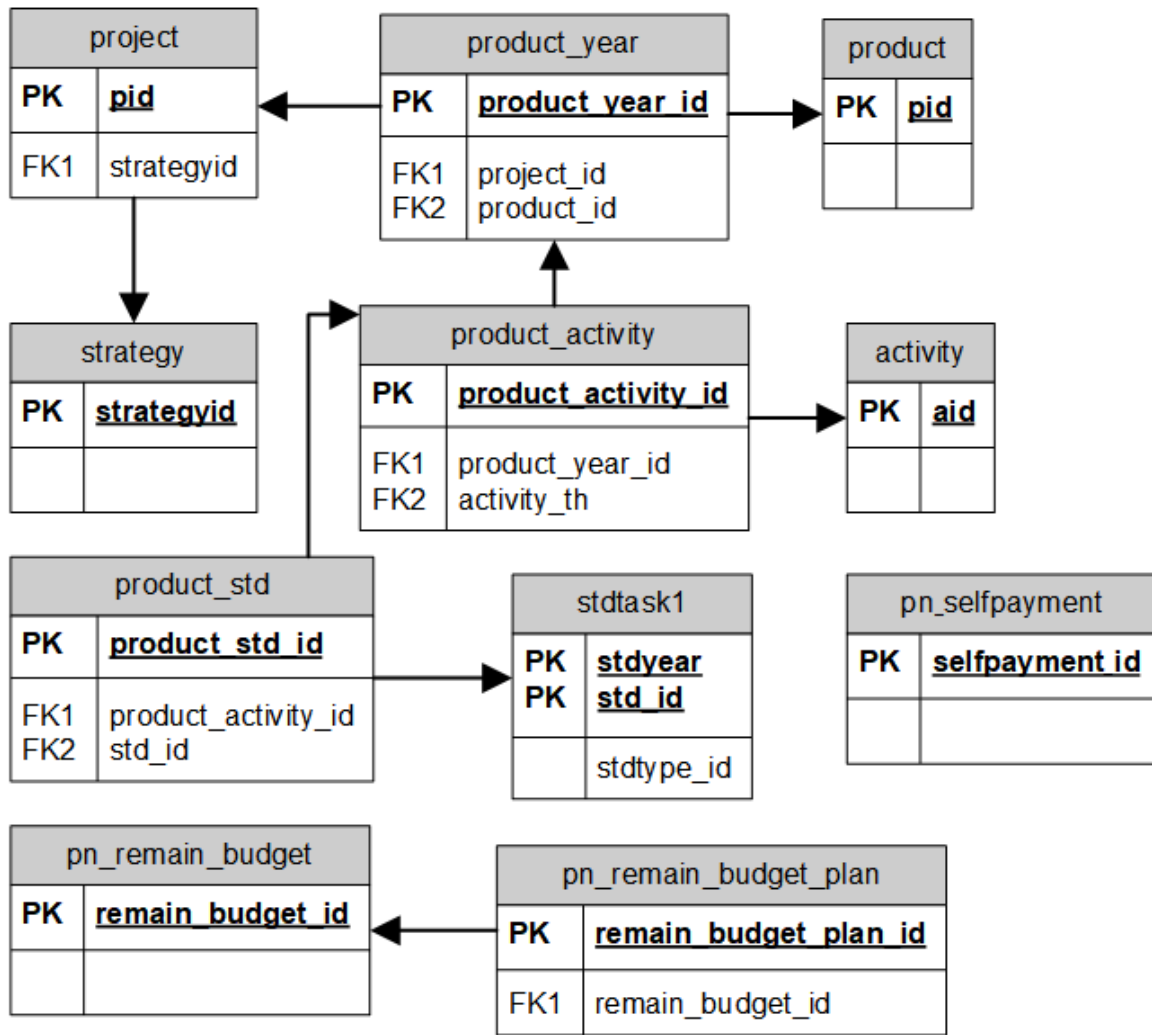 project
PK pid
FK1 strategyid
product_year
PK product_year_id
FK1 project_id
FK2 product_id
product
PK pid
strategy
PK strategyid
product_activity
PK product_activity_id
FK1 product_year_id
FK2 activity_th
activity
PK aid
product_std
PK product_std_id
FK1 product_activity_id
FK2 std_id
stdtask1
PK stdyear
PK std_id
stdtype_id
pn_selfpayment
PK selfpayment_id
pn_remain_budget
PK remain_budget_id
pn_remain_budget_plan
PK remain_budget_plan_id
FK1 remain_budget_id